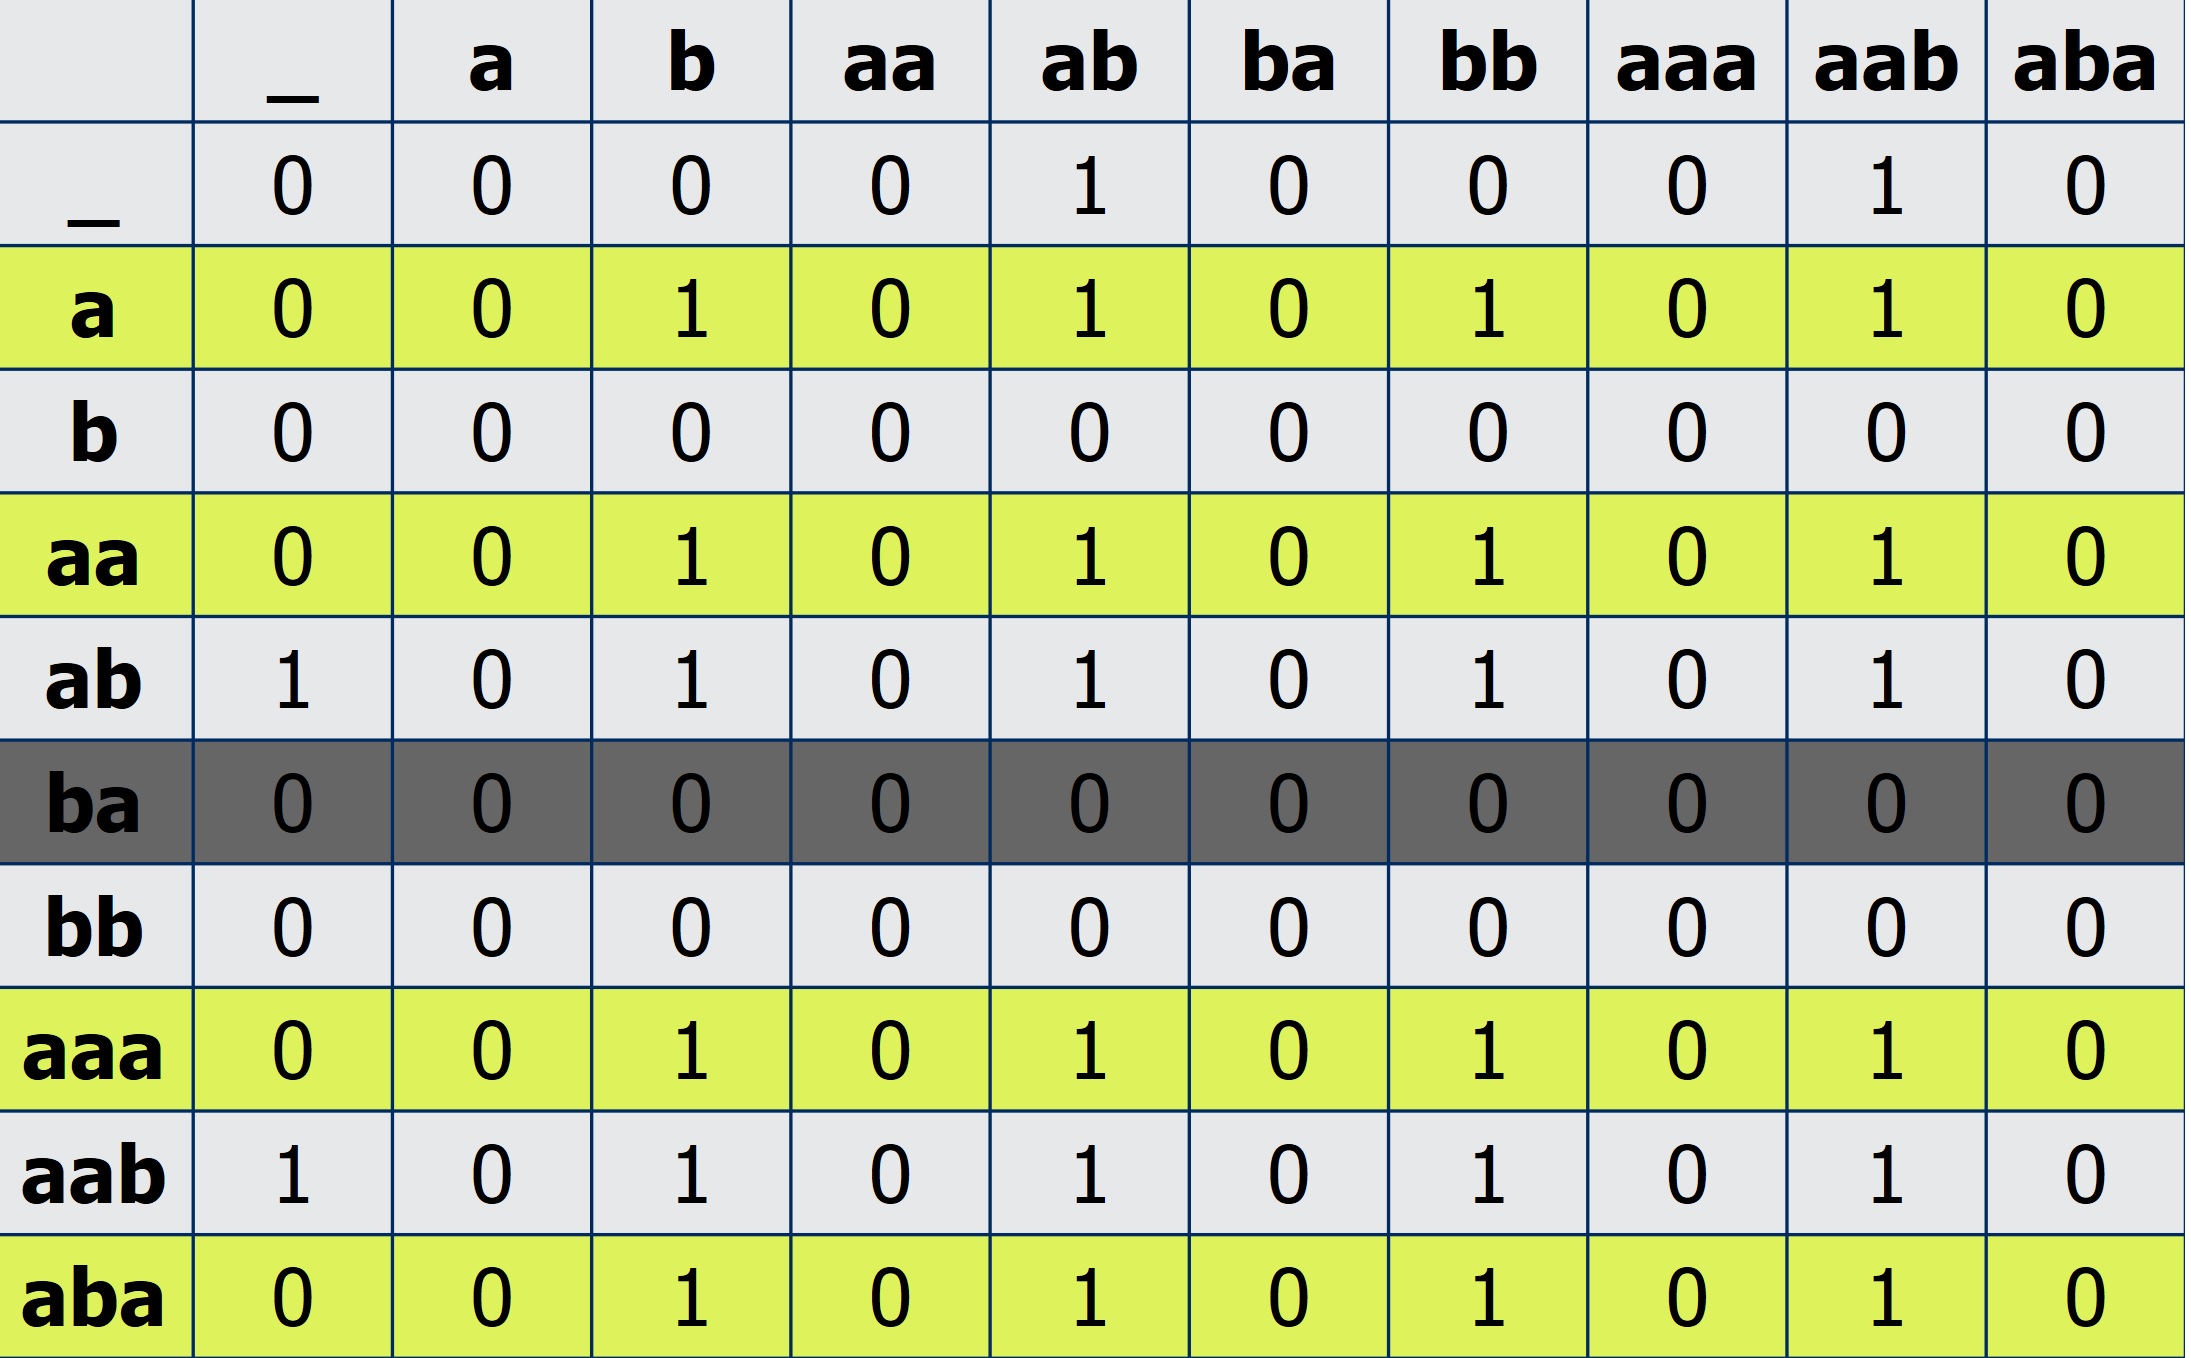 _ a b aa ab ba bb aaa aab aba
_ 0 0 0 0 1 0 0 0 1 0
a 0 0 1 0 1 0 1 0 1 0
b 0 0 0 0 0 0 0 0 0 0
aa 0 0 1 0 1 0 1 0 1 0
ab 1 0 1 0 1 0 1 0 1 0
ba 0 0 0 0 0 0 0 0 0 0
bb 0 0 0 0 0 0 0 0 0 0
aaa 0 0 1 0 1 0 1 0 1 0
aab 1 0 1 0 1 0 1 0 1 0
aba 0 0 1 0 1 0 1 0 1 0